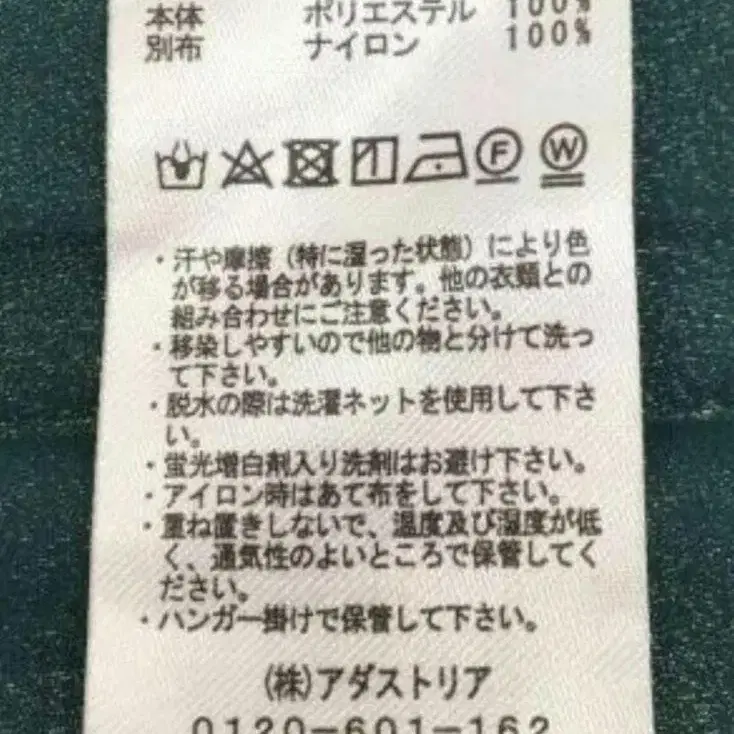 本体 ポリエステル 100%
別布 ナイロン 100%
F W
・汗や摩擦（特に湿った状態）により色
が移る場合があります。他の衣類との
組み合わせにご注意ください。
・移染しやすいので他の物と分けて洗っ
て下さい。
・脱水の際は洗濯ネットを使用して下さ
い。
・蛍光増白剤入り洗剤はお避け下さい。
・アイロン時はあて布をして下さい。
・重ね置きしないで、温度及び湿度が低
く、通気性のよいところで保管してく
ださい。
・ハンガー掛けで保管して下さい。
(株)アダストリア
0120-601-162